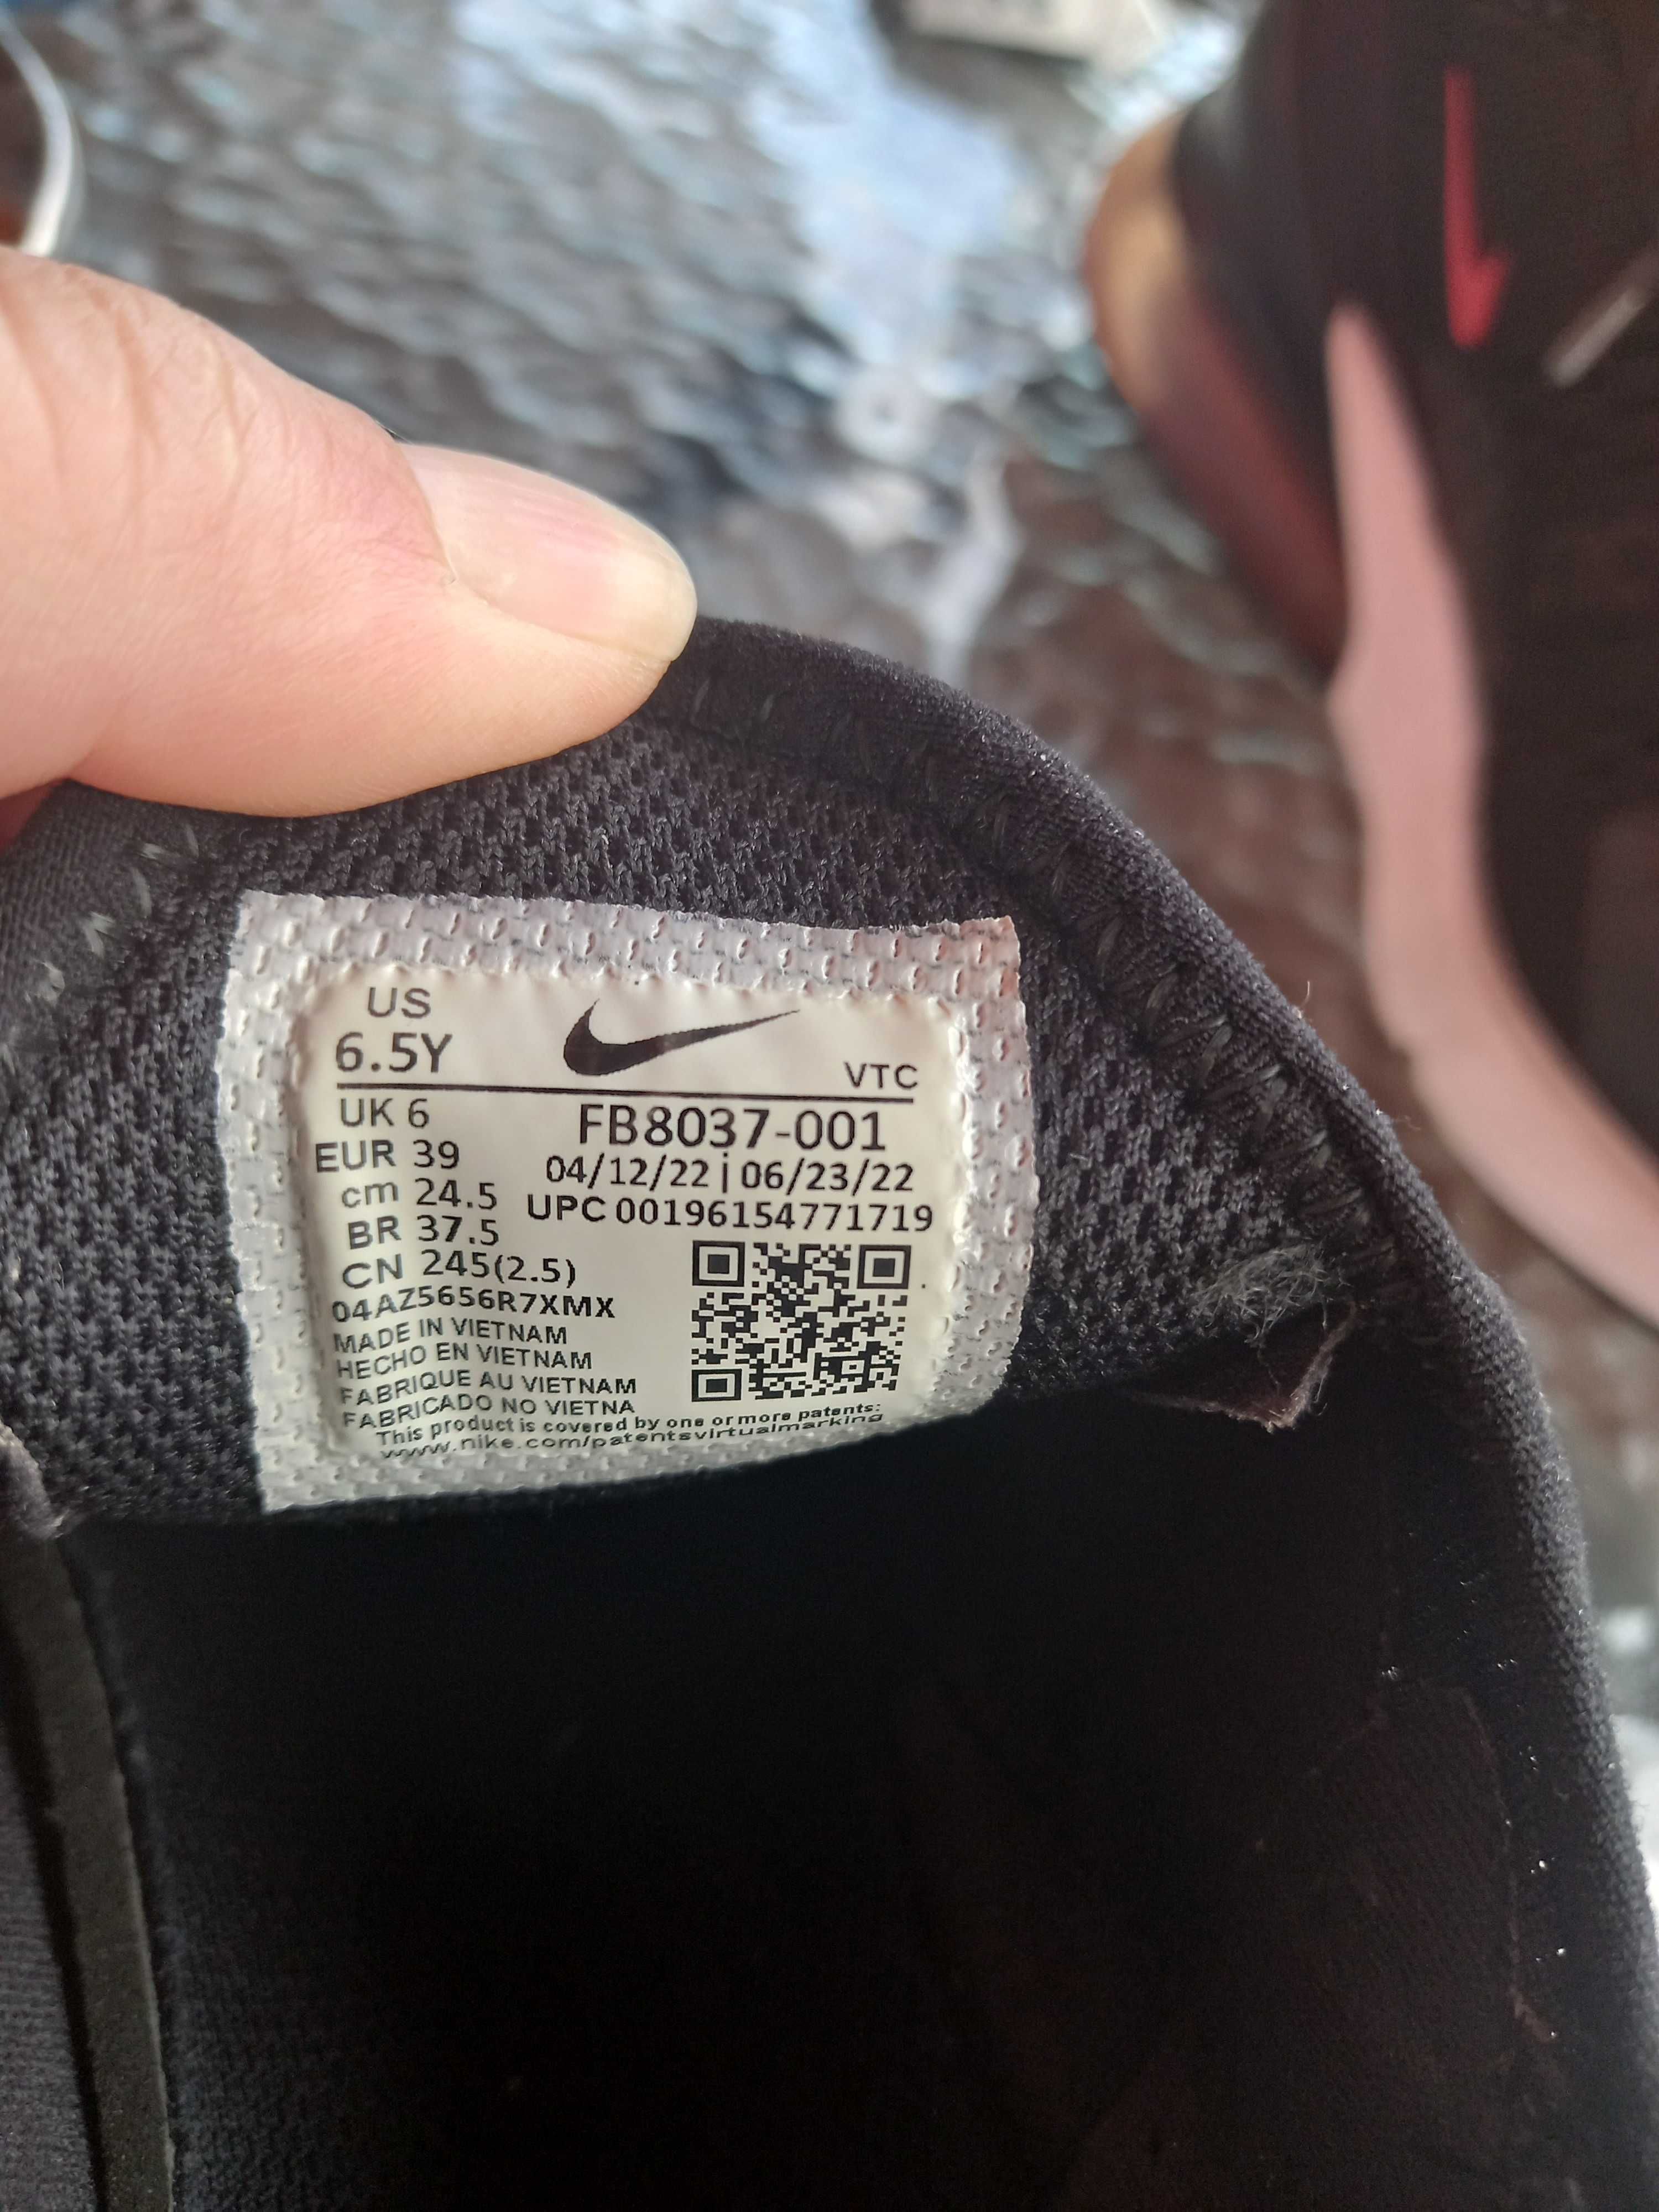 US
6.5Y
VTC
UK 6
FB8037-001
EUR 39
04/12/22 | 06/23/22
cm 24.5
UPC 00196154771719
BR 37.5
CN 245(2.5)
04AZ5656R7XMX
MADE IN VIETNAM
HECHO EN VIETNAM
FABRIQUE AU VIETNAM
FABRICADO NO VIETNA
This product is covered by one or more patents:
www.nike.com/patentsvirtualmarking